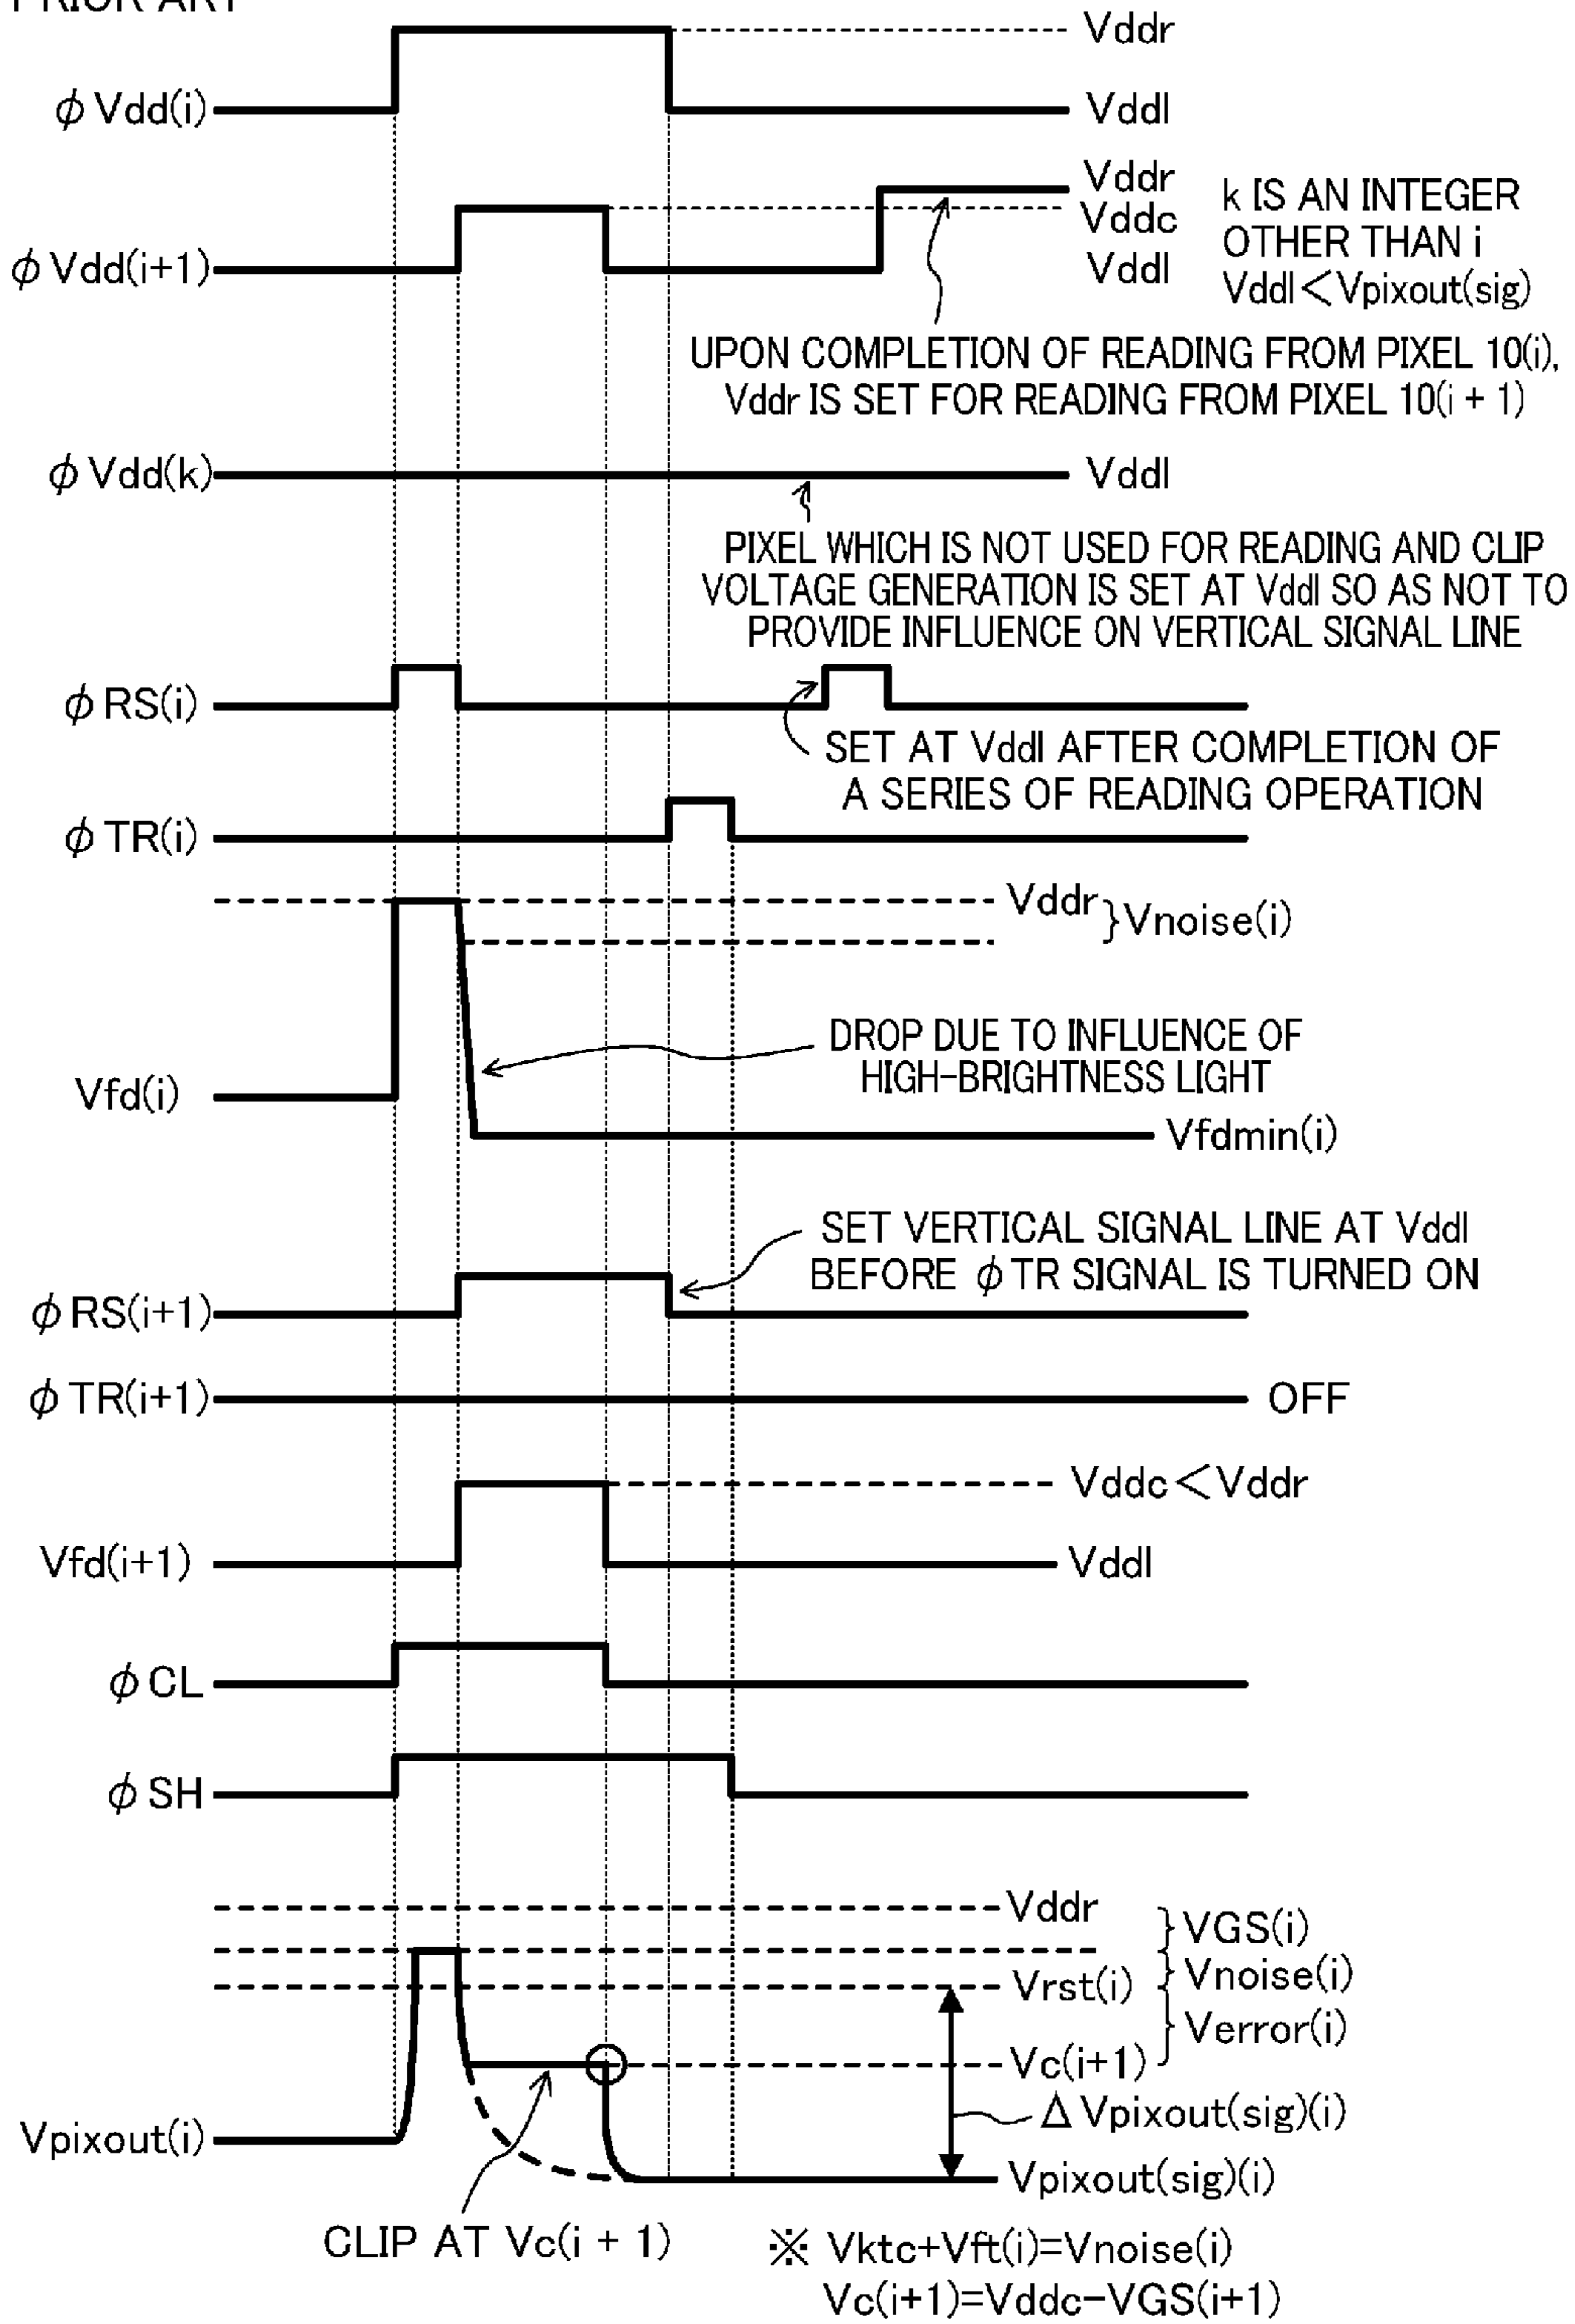 PRIOR ART
Vddr
φVdd(i)
Vddl
Vddr
Vddc
φVdd(i+1)
Vddl
k IS AN INTEGER
OTHER THAN i
Vddl<Vpixout(sig)
UPON COMPLETION OF READING FROM PIXEL 10(i),
Vddr IS SET FOR READING FROM PIXEL 10(i + 1)
φVdd(k)
Vddl
PIXEL WHICH IS NOT USED FOR READING AND CLIP
VOLTAGE GENERATION IS SET AT Vddl SO AS NOT TO
PROVIDE INFLUENCE ON VERTICAL SIGNAL LINE
φRS(i)
SET AT Vddl AFTER COMPLETION OF
A SERIES OF READING OPERATION
φTR(i)
Vddr
}Vnoise(i)
DROP DUE TO INFLUENCE OF
HIGH-BRIGHTNESS LIGHT
Vfd(i)
Vfdmin(i)
SET VERTICAL SIGNAL LINE AT Vddl
BEFORE φTR SIGNAL IS TURNED ON
φRS(i+1)
φTR(i+1)
OFF
Vddc<Vddr
Vfd(i+1)
Vddl
φCL
φSH
Vddr
}VGS(i)
Vrst(i)
}Vnoise(i)
}Verror(i)
Vc(i+1)
ΔVpixout(sig)(i)
Vpixout(i)
Vpixout(sig)(i)
CLIP AT Vc(i + 1)
※ Vktc+Vft(i)=Vnoise(i)
Vc(i+1)=Vddc-VGS(i+1)